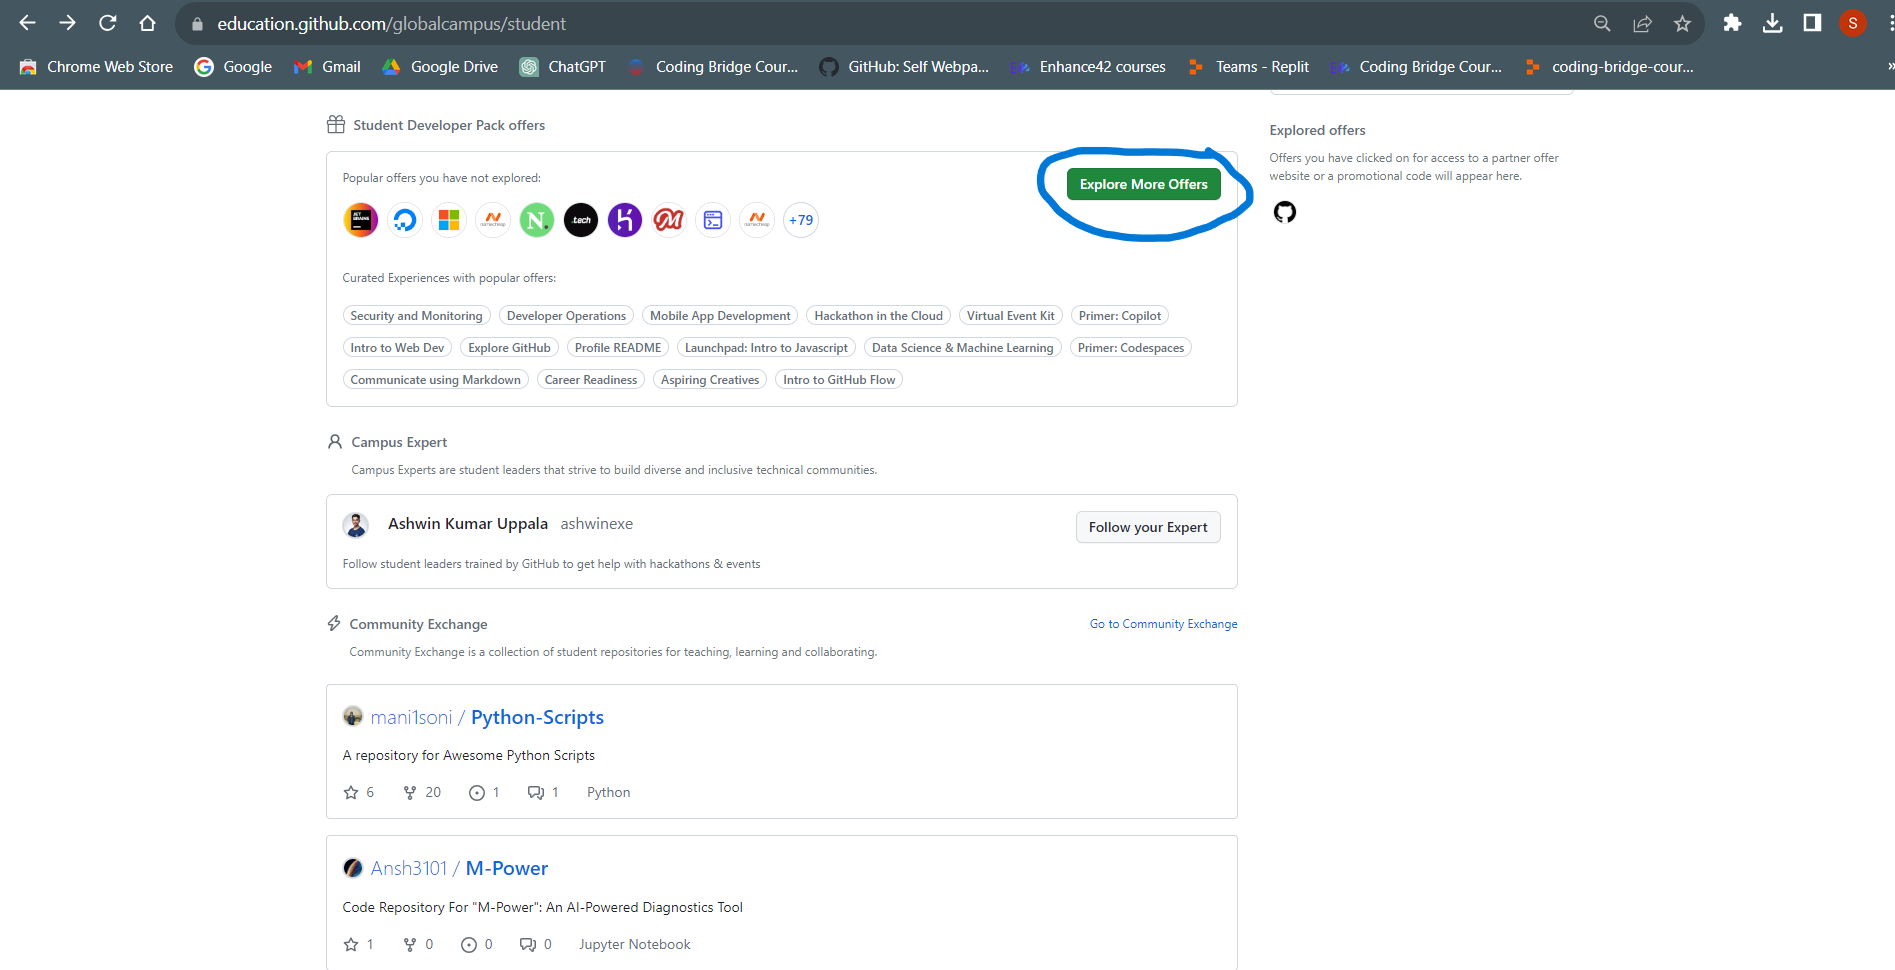 education.github.com/globalcampus/student
S
Chrome Web Store Google Gmail Google Drive ChatGPT Coding Bridge Cour... GitHub: Self Webpa... Enhance42 courses Teams - Replit Coding Bridge Cour... coding-bridge-cour... »
Student Developer Pack offers
Popular offers you have not explored:
Explore More Offers
JET BRAINS
N.
.tech
+79
Curated Experiences with popular offers:
Security and Monitoring Developer Operations Mobile App Development Hackathon in the Cloud Virtual Event Kit Primer: Copilot
Intro to Web Dev Explore GitHub Profile README Launchpad: Intro to Javascript Data Science & Machine Learning Primer: Codespaces
Communicate using Markdown Career Readiness Aspiring Creatives Intro to GitHub Flow
Campus Expert
Campus Experts are student leaders that strive to build diverse and inclusive technical communities.
Ashwin Kumar Uppala ashwinexe
Follow your Expert
Follow student leaders trained by GitHub to get help with hackathons & events
Community Exchange
Go to Community Exchange
Community Exchange is a collection of student repositories for teaching, learning and collaborating.
mani1soni / Python-Scripts
A repository for Awesome Python Scripts
6 20 1 1 Python
Ansh3101 / M-Power
Code Repository For "M-Power": An AI-Powered Diagnostics Tool
1 0 0 0 Jupyter Notebook
Explored offers
Offers you have clicked on for access to a partner offer
website or a promotional code will appear here.